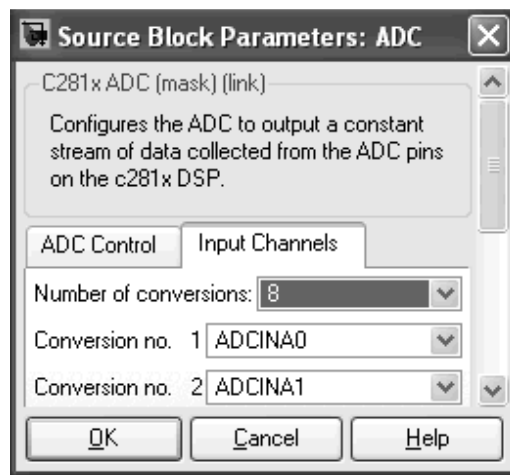 Source Block Parameters: ADC
C281x ADC (mask) (link)
Configures the ADC to output a constant
stream of data collected from the ADC pins
on the c281x DSP.
ADC Control Input Channels
Number of conversions: 8
Conversion no. 1 ADCINA0
Conversion no. 2 ADCINA1
OK Cancel Help